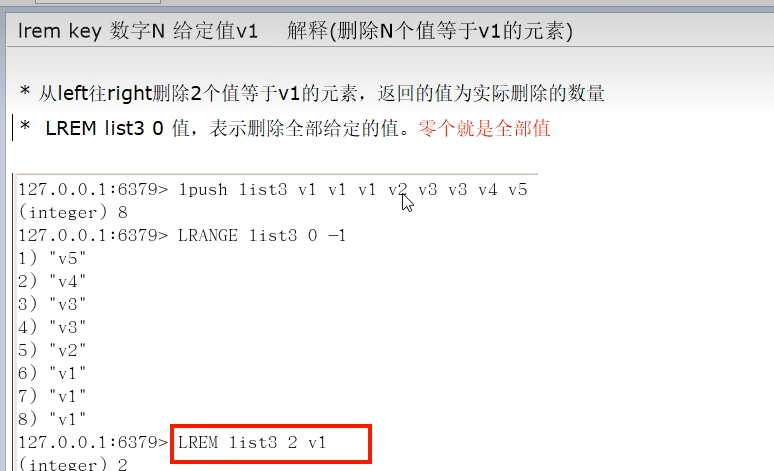 lrem key 数字N 给定值v1 解释(删除N个值等于v1的元素)
* 从left往right删除2个值等于v1的元素，返回的值为实际删除的数量
* LREM list3 0 值，表示删除全部给定的值。零个就是全部值
127.0.0.1:6379> lpush list3 v1 v1 v1 v2 v3 v3 v4 v5
(integer) 8
127.0.0.1:6379> LRANGE list3 0 -1
1) "v5"
2) "v4"
3) "v3"
4) "v3"
5) "v2"
6) "v1"
7) "v1"
8) "v1"
127.0.0.1:6379> LREM list3 2 v1
(integer) 2